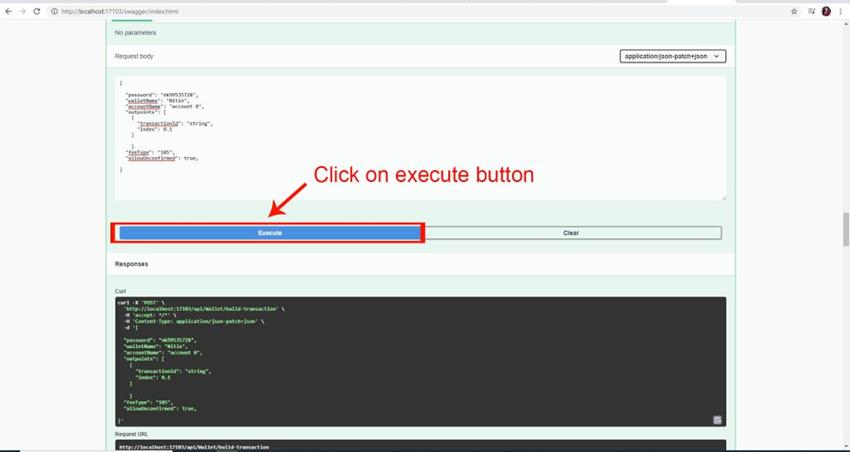 http://localhost:17103/swagger/index.html
No parameters
Request body
application/json-patch+json
{
"password": "nk99535728",
"walletName": "Nitin",
"accountName": "account 0",
"outpoints": [
{
"transactionId": "string",
"index": 0.1
}
}
"feeType": "105",
"allowUnconfirmed": true,
}
Click on execute button
Execute
Clear
Responses
Curl
curl -X 'POST' \
'http://localhost:17103/api/Wallet/build-transaction' \
-H 'accept: */*' \
-H 'Content-Type: application/json-patch+json' \
-d '{
"password": "nk99535728",
"walletName": "Nitin",
"accountName": "account 0",
"outpoints": [
{
"transactionId": "string",
"index": 0.1
}
}
"feeType": "105",
"allowUnconfirmed": true,
}'
Request URL
http://localhost:17103/api/Wallet/build-transaction